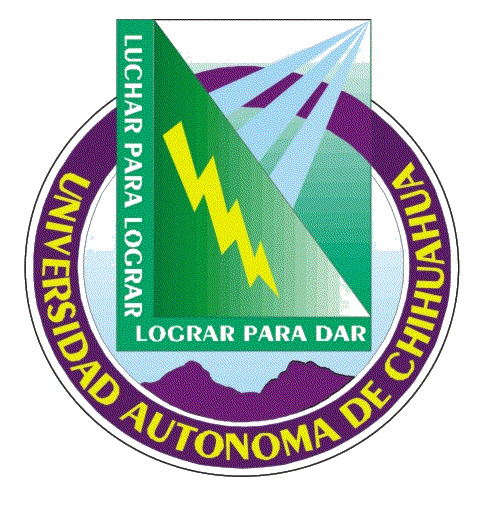 LUCHAR PARA LOGRAR
LOGRAR PARA DAR
UNIVERSIDAD AUTONOMA DE CHIHUAHUA